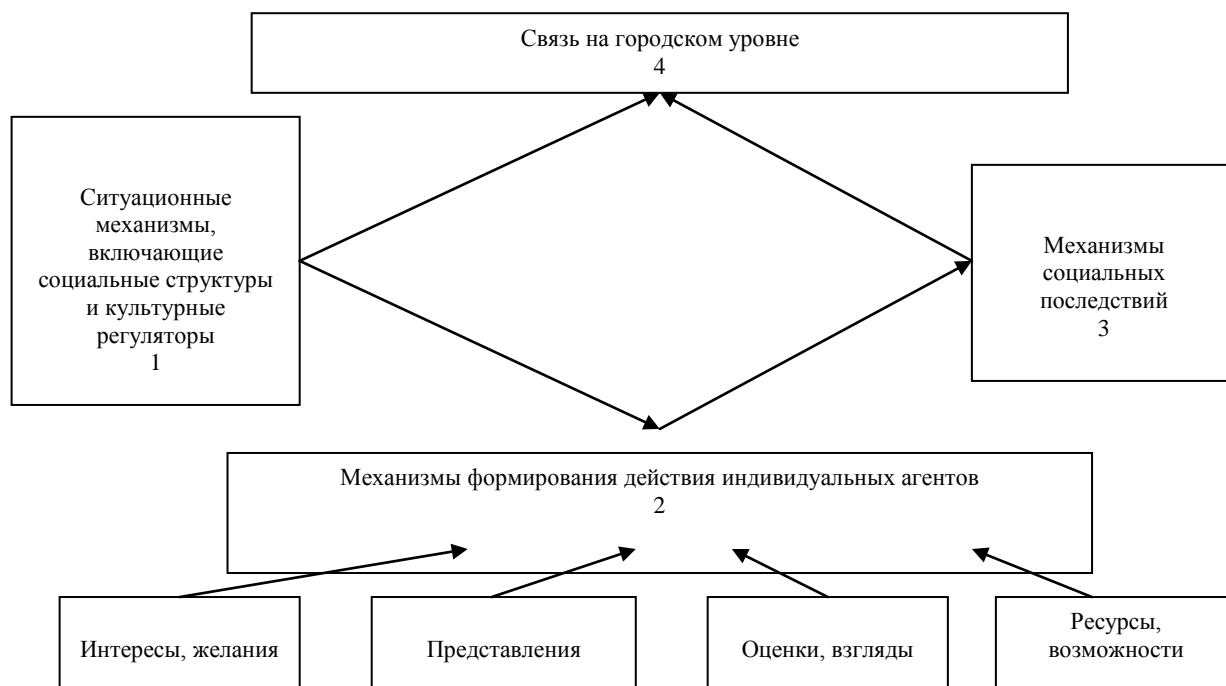 Связь на городском уровне
4
Ситуационные
механизмы,
включающие
социальные структуры
и культурные
регуляторы
1
Механизмы
социальных
последствий
3
Механизмы формирования действия индивидуальных агентов
2
Интересы, желания
Представления
Оценки, взгляды
Ресурсы,
возможности